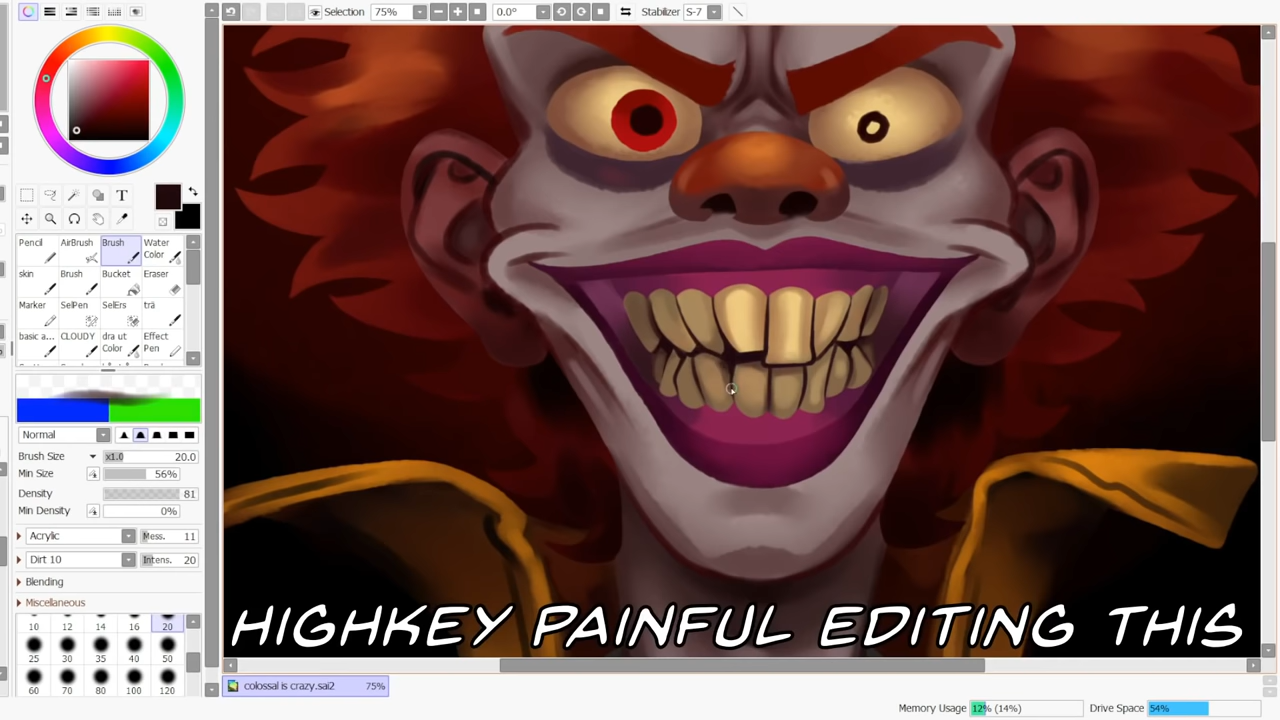 Selection 75% 0.0° Stabilizer S-7
T
Pencil AirBrush Brush Water Color
skin Brush Bucket Eraser
Marker SelPen SelErs trä
basic a... CLOUDY dra ut Color Effect Pen
Normal
Brush Size x1.0 20.0
Min Size 56%
Density 81
Min Density 0%
Acrylic Mess. 11
Dirt 10 Intens. 20
Blending
Miscellaneous
10 12 14 16 20
25 30 35 40 50
60 70 80 100 120
HIGHKEY PAINFUL EDITING THIS
colossal is crazy.sai2 75%
Memory Usage 12% (14%) Drive Space 54%